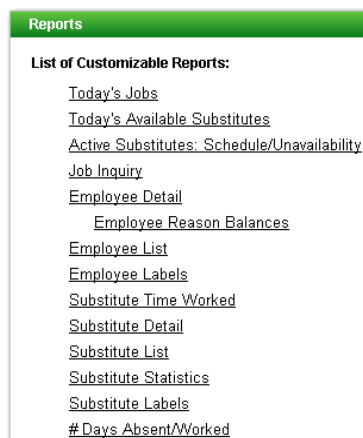 Reports
List of Customizable Reports:
Today's Jobs
Today's Available Substitutes
Active Substitutes: Schedule/Unavailability
Job Inquiry
Employee Detail
Employee Reason Balances
Employee List
Employee Labels
Substitute Time Worked
Substitute Detail
Substitute List
Substitute Statistics
Substitute Labels
# Days Absent/Worked